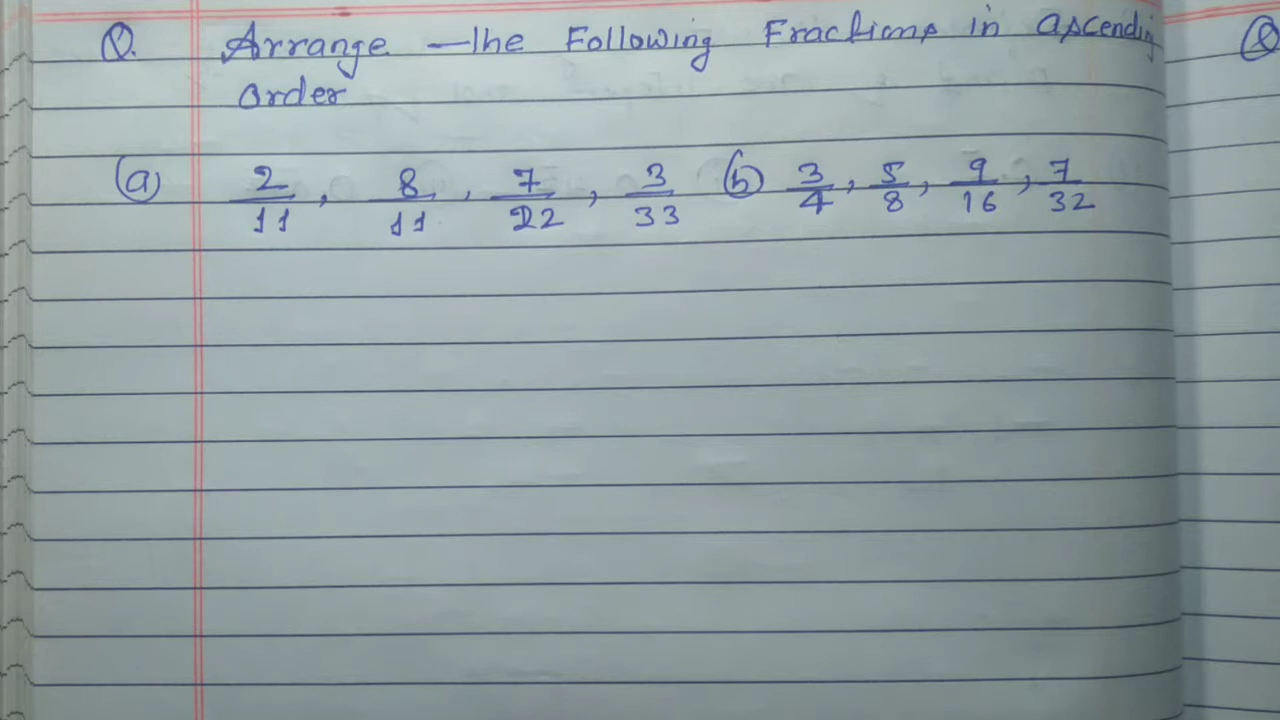 Q. Arrange the Following Fractions in ascendin
order
(a) 2/11, 8/11, 7/22, 3/33 (b) 3/4, 5/8, 9/16, 7/32
Q